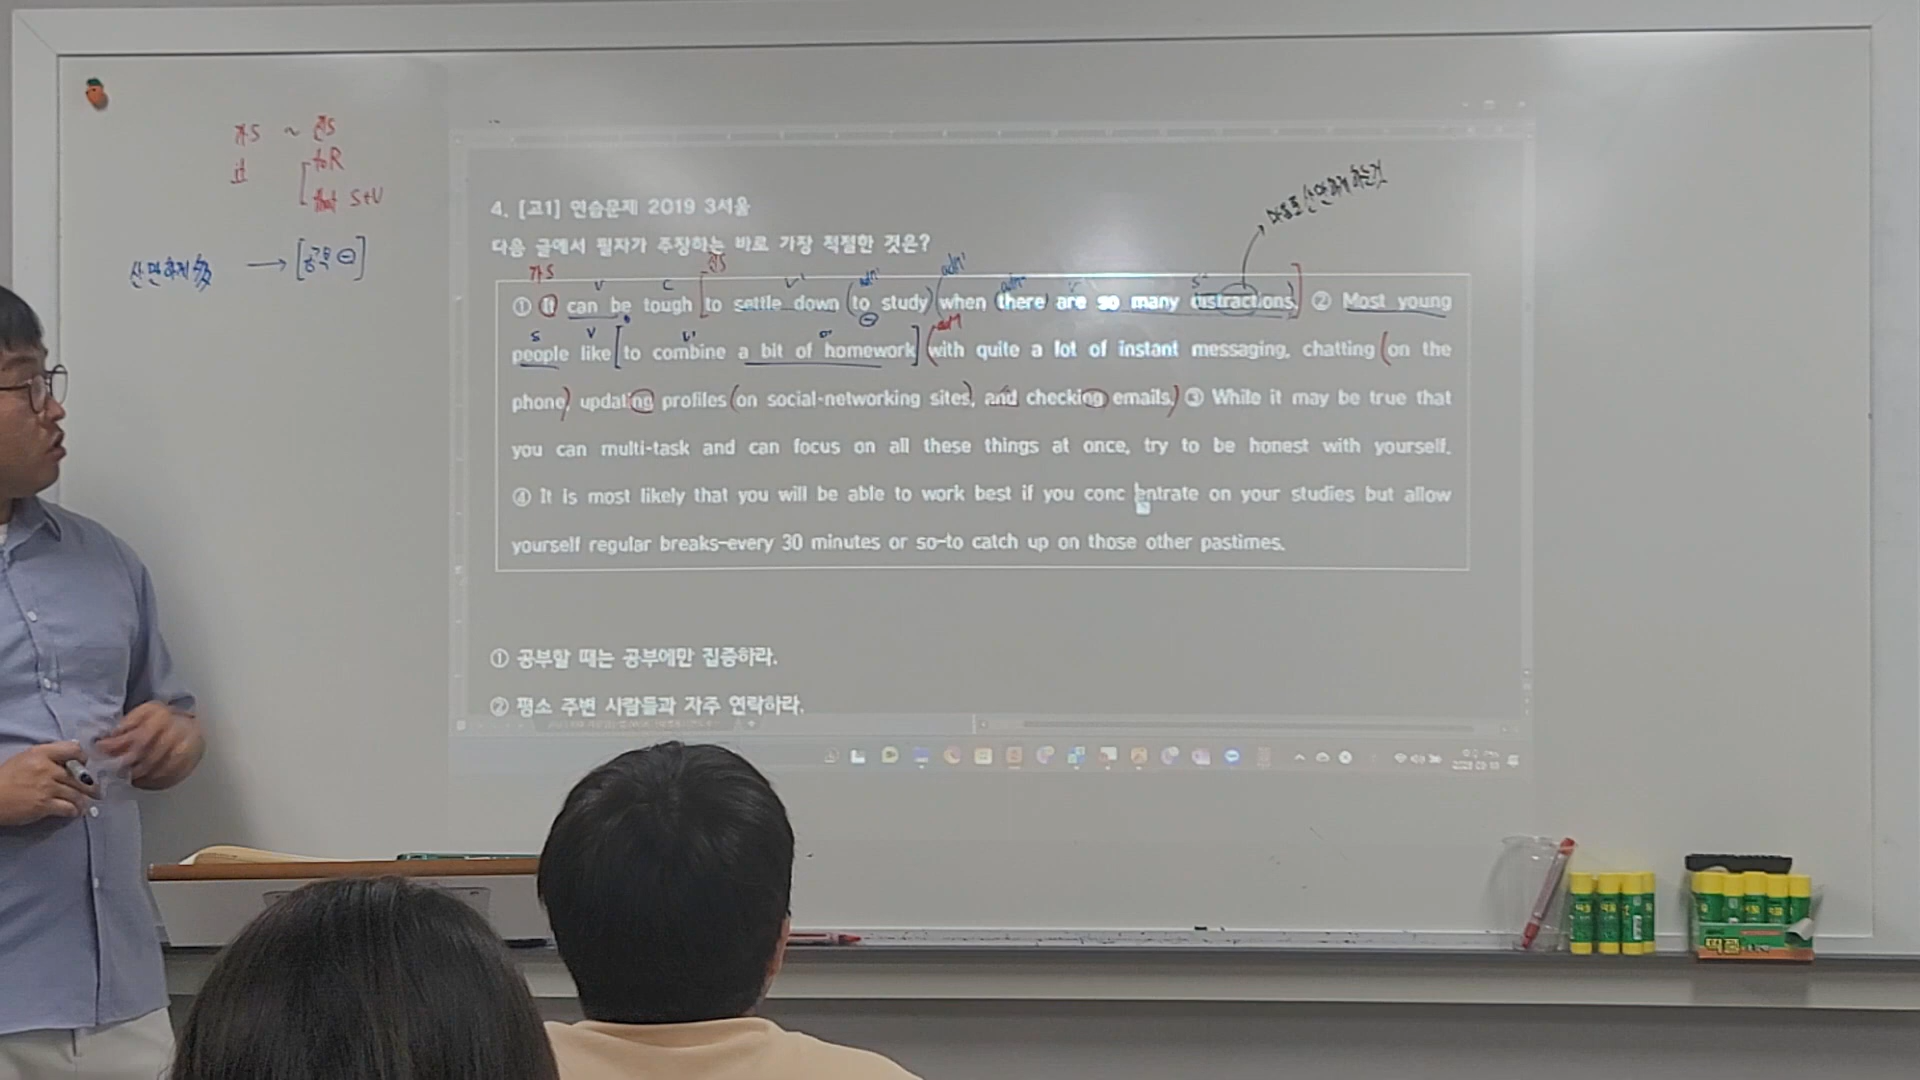 가S ~ 진S
it
toR
that S+V
산만하게 →
4. [고1] 연습문제 2019 3서울
다음 글에서 필자가 주장하는 바로 가장 적절한 것은?
① It can be tough to settle down (to study) when there are so many distractions. ② Most young
people like [to combine a bit of homework] (with quite a lot of instant messaging, chatting (on the
phone), updating profiles (on social-networking sites), and checking emails.) ③ While it may be true that
you can multi-task and can focus on all these things at once, try to be honest with yourself.
④ It is most likely that you will be able to work best if you conc entrate on your studies but allow
yourself regular breaks-every 30 minutes or so-to catch up on those other pastimes.
① 공부할 때는 공부에만 집중하라.
② 평소 주변 사람들과 자주 연락하라.